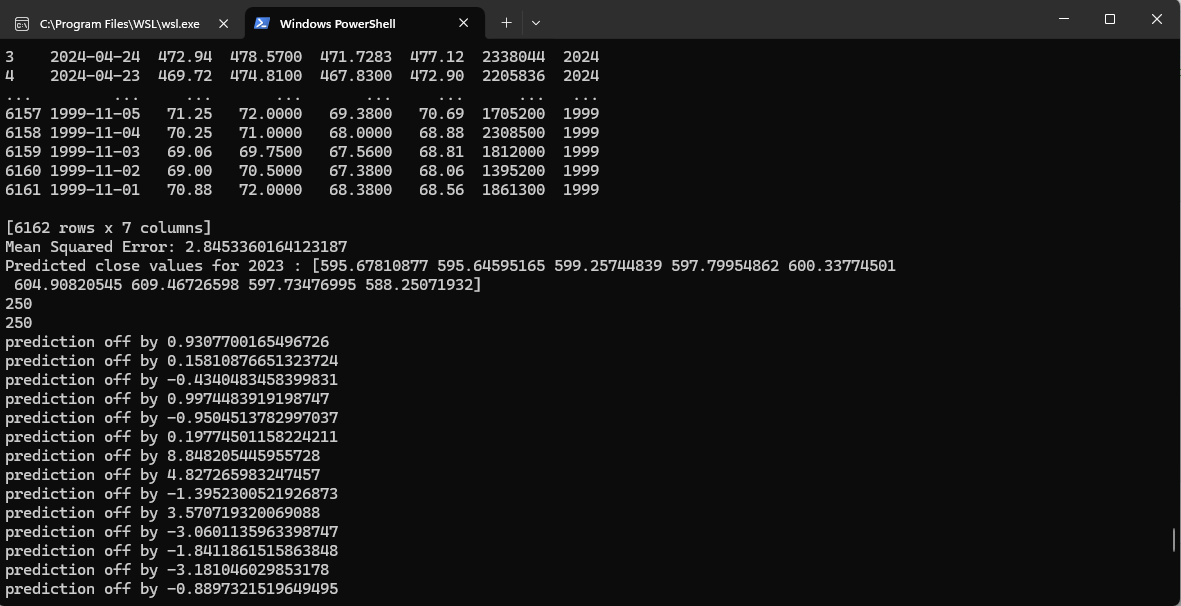 C:\Program Files\WSL\wsl.exe
Windows PowerShell
3    2024-04-24  472.94  478.5700  471.7283  477.12  2338044  2024
4    2024-04-23  469.72  474.8100  467.8300  472.90  2205836  2024
...         ...     ...       ...       ...     ...      ...   ...
6157 1999-11-05   71.25   72.0000   69.3800   70.69  1705200  1999
6158 1999-11-04   70.25   71.0000   68.0000   68.88  2308500  1999
6159 1999-11-03   69.06   69.7500   67.5600   68.81  1812000  1999
6160 1999-11-02   69.00   70.5000   67.3800   68.06  1395200  1999
6161 1999-11-01   70.88   72.0000   68.3800   68.56  1861300  1999
[6162 rows x 7 columns]
Mean Squared Error: 2.8453360164123187
Predicted close values for 2023 : [595.67810877 595.64595165 599.25744839 597.79954862 600.33774501
604.90820545 609.46726598 597.73476995 588.25071932]
250
250
prediction off by 0.9307700165496726
prediction off by 0.15810876651323724
prediction off by -0.4340483458399831
prediction off by 0.9974483919198747
prediction off by -0.9504513782997037
prediction off by 0.19774501158224211
prediction off by 8.848205445955728
prediction off by 4.827265983247457
prediction off by -1.3952300521926873
prediction off by 3.570719320069088
prediction off by -3.0601135963398747
prediction off by -1.8411861515863848
prediction off by -3.181046029853178
prediction off by -0.8897321519649495